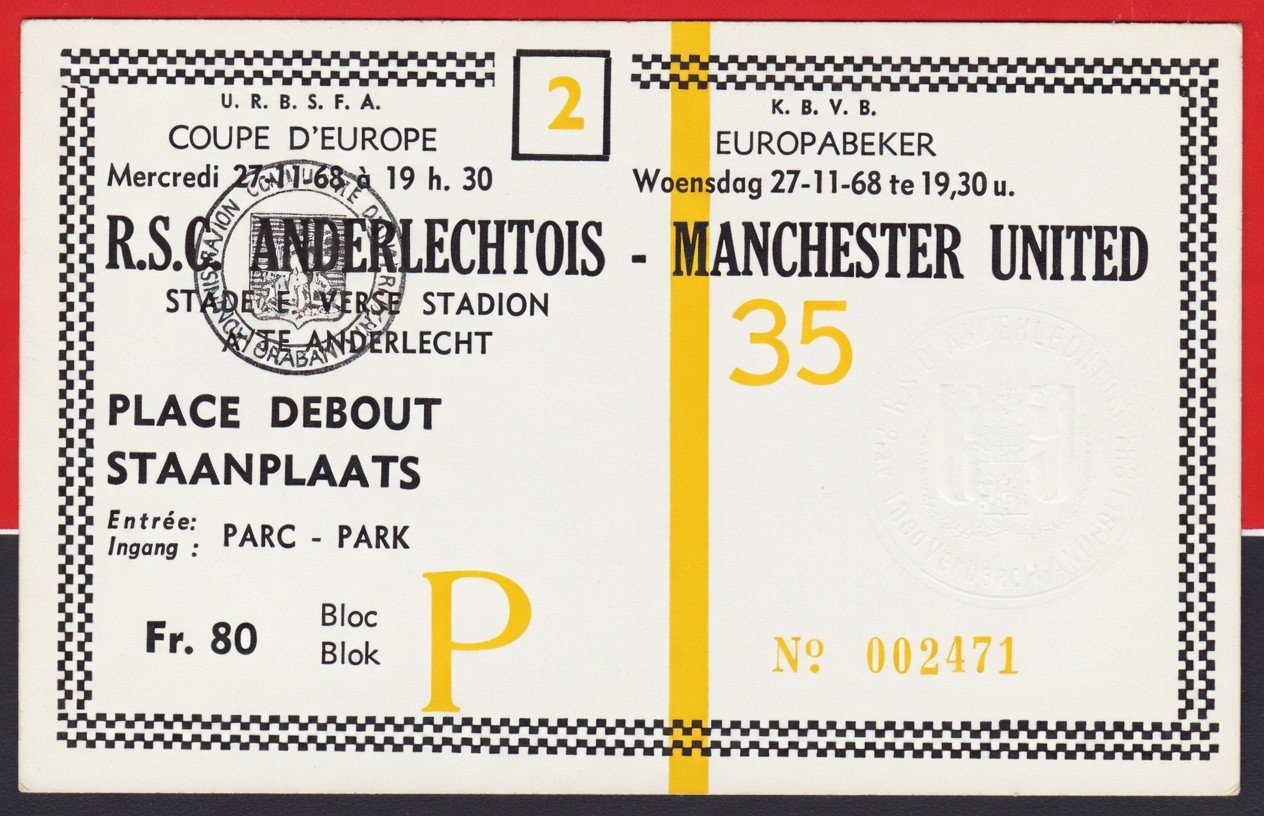 2
U. R. B. S. F. A.
COUPE D'EUROPE
Mercredi 27-11-68 à 19 h. 30
K. B. V. B.
EUROPABEKER
Woensdag 27-11-68 te 19,30 u.
R.S.C. ANDERLECHTOIS - MANCHESTER UNITED
STADE E. VERSE STADION
A/TE ANDERLECHT
35
PLACE DEBOUT
STAANPLAATS
Entrée:
Ingang :
PARC - PARK
Fr. 80
Bloc
Blok
P
Nº 002471